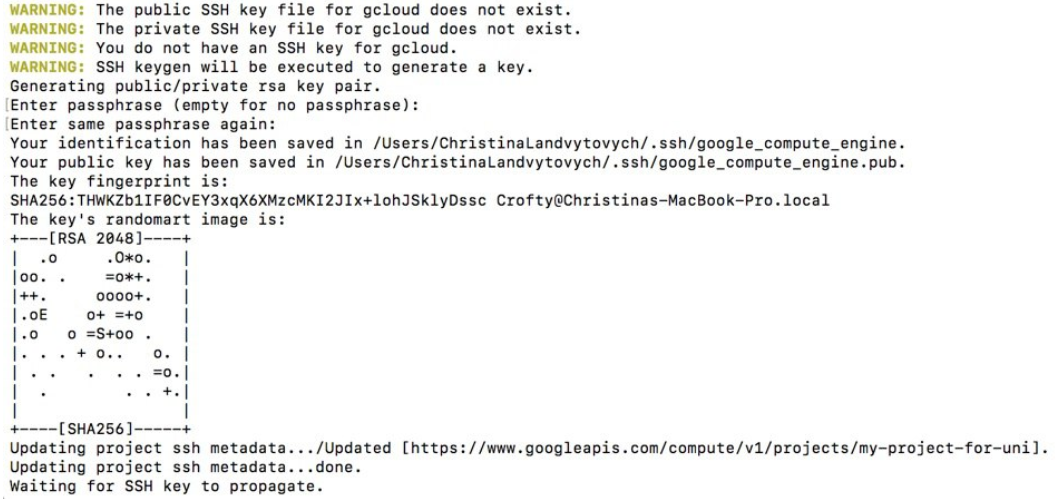 WARNING: The public SSH key file for gcloud does not exist.
WARNING: The private SSH key file for gcloud does not exist.
WARNING: You do not have an SSH key for gcloud.
WARNING: SSH keygen will be executed to generate a key.
Generating public/private rsa key pair.
[Enter passphrase (empty for no passphrase):
[Enter same passphrase again:
Your identification has been saved in /Users/ChristinaLandvytovych/.ssh/google_compute_engine.
Your public key has been saved in /Users/ChristinaLandvytovych/.ssh/google_compute_engine.pub.
The key fingerprint is:
SHA256:THWKZb1IF0CvEY3xqX6XMzcMKI2JIx+lohJSklyDssc Crofty@Christinas-MacBook-Pro.local
The key's randomart image is:
+---[RSA 2048]----+
|  .o     .O*o.   |
|oo. .    =o*+.   |
|++.     oooo+.   |
|.oE    o+ =+o    |
|.o   o =S+oo .   |
|. . . + o..   o. |
| . .   .  . . =o.|
|  .        . . +.|
|                 |
+----[SHA256]-----+
Updating project ssh metadata.../Updated [https://www.googleapis.com/compute/v1/projects/my-project-for-uni].
Updating project ssh metadata...done.
Waiting for SSH key to propagate.